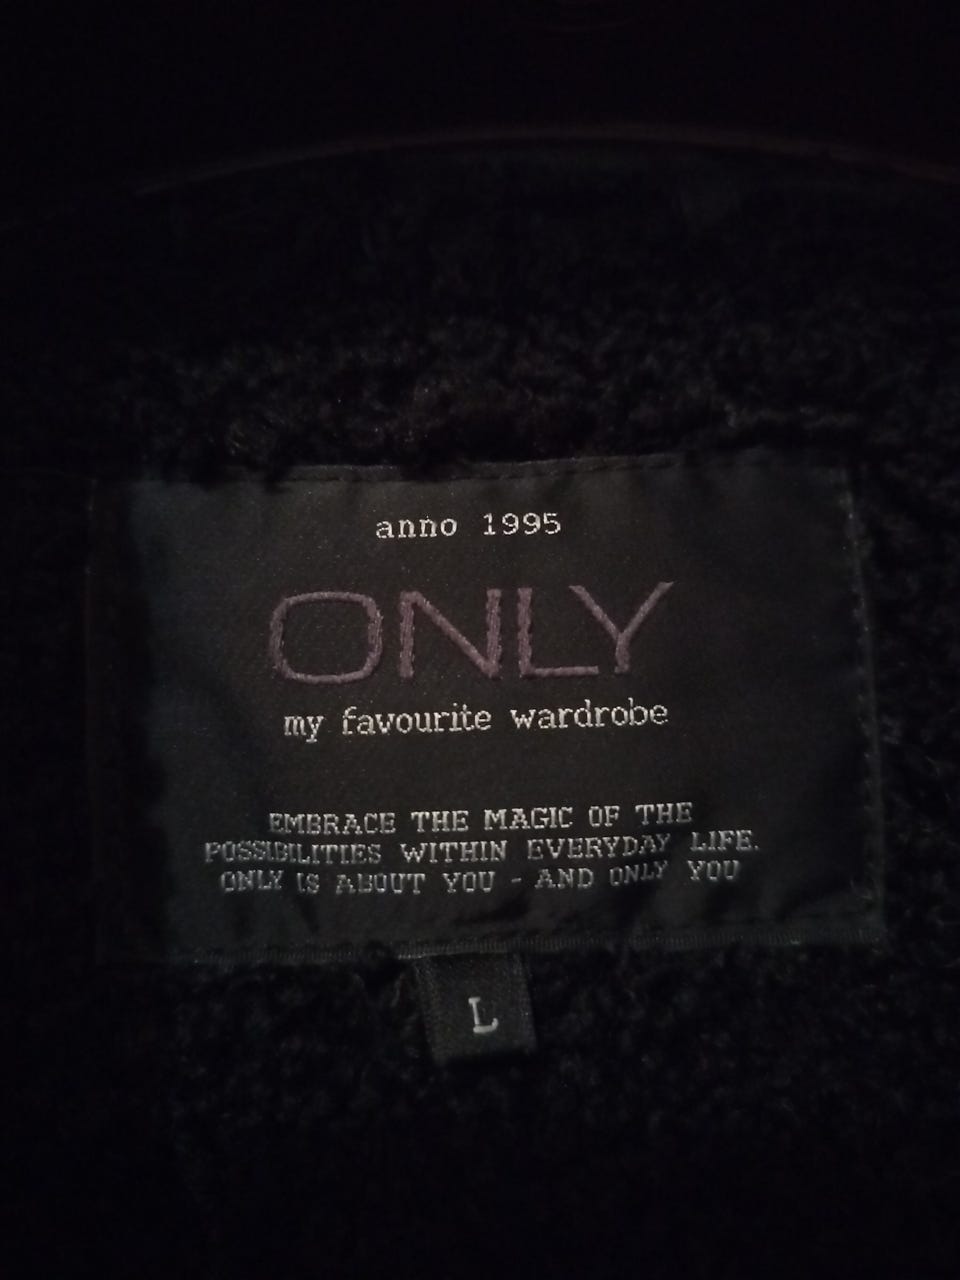 anno 1995
ONLY
my favourite wardrobe
EMBRACE THE MAGIC OF THE
POSSIBILITIES WITHIN EVERYDAY LIFE.
ONLY IS ABOUT YOU - AND ONLY YOU
L